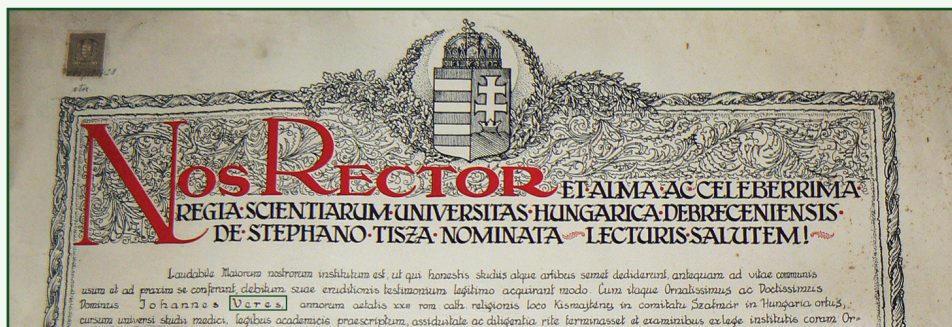 NOS RECTOR ET·ALMA·AC·CELEBERRIMA·
REGIA·SCIENTIARUM·UNIVERSITAS·HUNGARICA·DEBRECENIENSIS·
DE·STEPHANO·TISZA·NOMINATA LECTURIS·SALUTEM!
Laudabile Maiorum nostrorum institutum est, ut qui honestis studiis atque artibus semet dediderunt, antequam ad vitae communis
usum et ad praxim se conferant, debitum suae eruditionis testimonium legitimo acquirant modo. Cum itaque Ornatissimus ac Doctissimus
Dominus Johannes Veres annorum aetatis xxii rom cath. religionis loco Kismajtény in comitatu Szatmár in Hungaria ortus,
cursum universi studii medici, legibus academicis praescriptum, assiduitate ac diligentia rite terminasset et examinibus ex lege institutis coram Or-